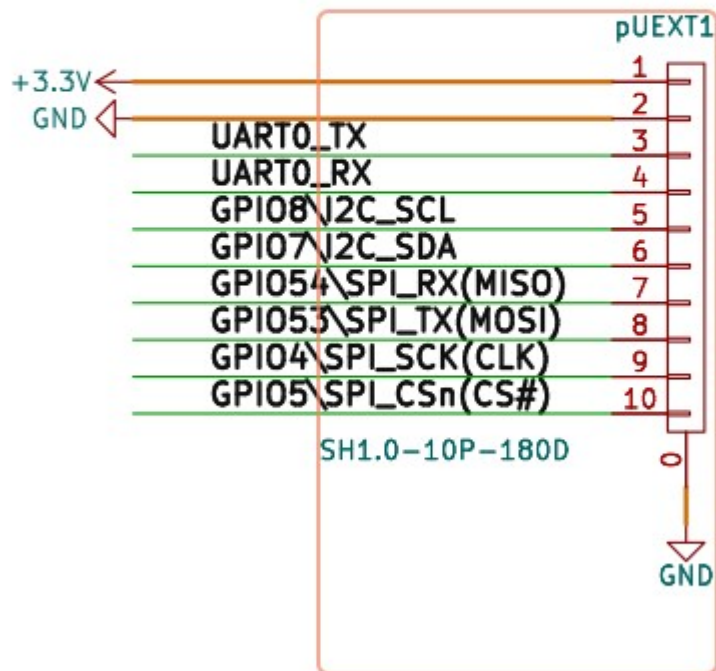 pUEXT1
+3.3V 1
GND 2
UART0_TX 3
UART0_RX 4
GPIO8\I2C_SCL 5
GPIO7\I2C_SDA 6
GPIO54\SPI_RX(MISO) 7
GPIO53\SPI_TX(MOSI) 8
GPIO4\SPI_SCK(CLK) 9
GPIO5\SPI_CSn(CS#) 10
SH1.0-10P-180D 0
GND